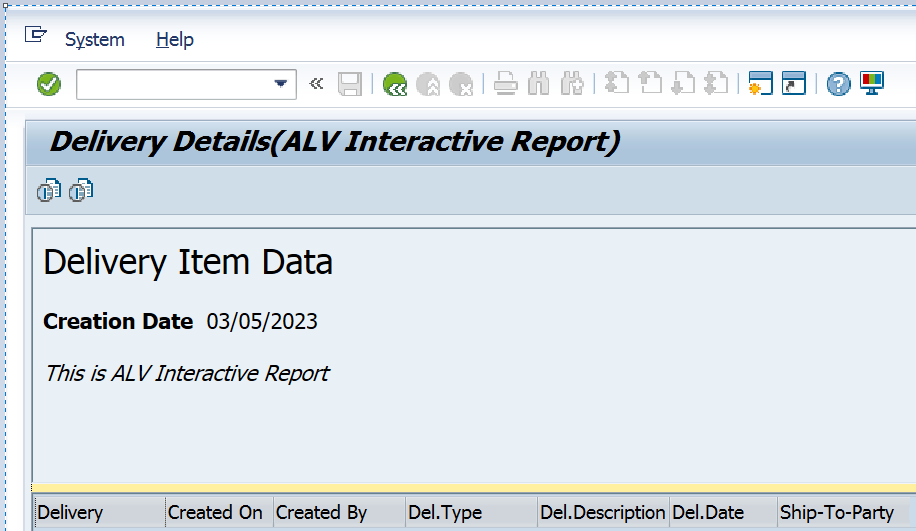 System Help
Delivery Details(ALV Interactive Report)
Delivery Item Data
Creation Date 03/05/2023
This is ALV Interactive Report
Delivery Created On Created By Del.Type Del.Description Del.Date Ship-To-Party